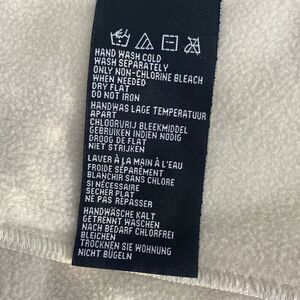 HAND WASH COLD
WASH SEPARATELY
ONLY NON-CHLORINE BLEACH
WHEN NEEDED
DRY FLAT
DO NOT IRON
HANDWAS LAGE TEMPERATUUR
APART
CHLOORVRIJ BLEEKMIDDEL
GEBRUIKEN INDIEN NODIG
DROOG DE FLAT
NIET STRIJKEN
LAVER À LA MAIN À L'EAU
FROIDE SÉPARÉMENT
BLANCHIR SANS CHLORE
SI NÉCESSAIRE
SECHER PLAT
NE PAS REPASSER
HANDWÄSCHE KALT
GETRENNT WASCHEN
NACH BEDARF CHLORFREI
BLEICHEN
TROCKNEN SIE WOHNUNG
NICHT BÜGELN